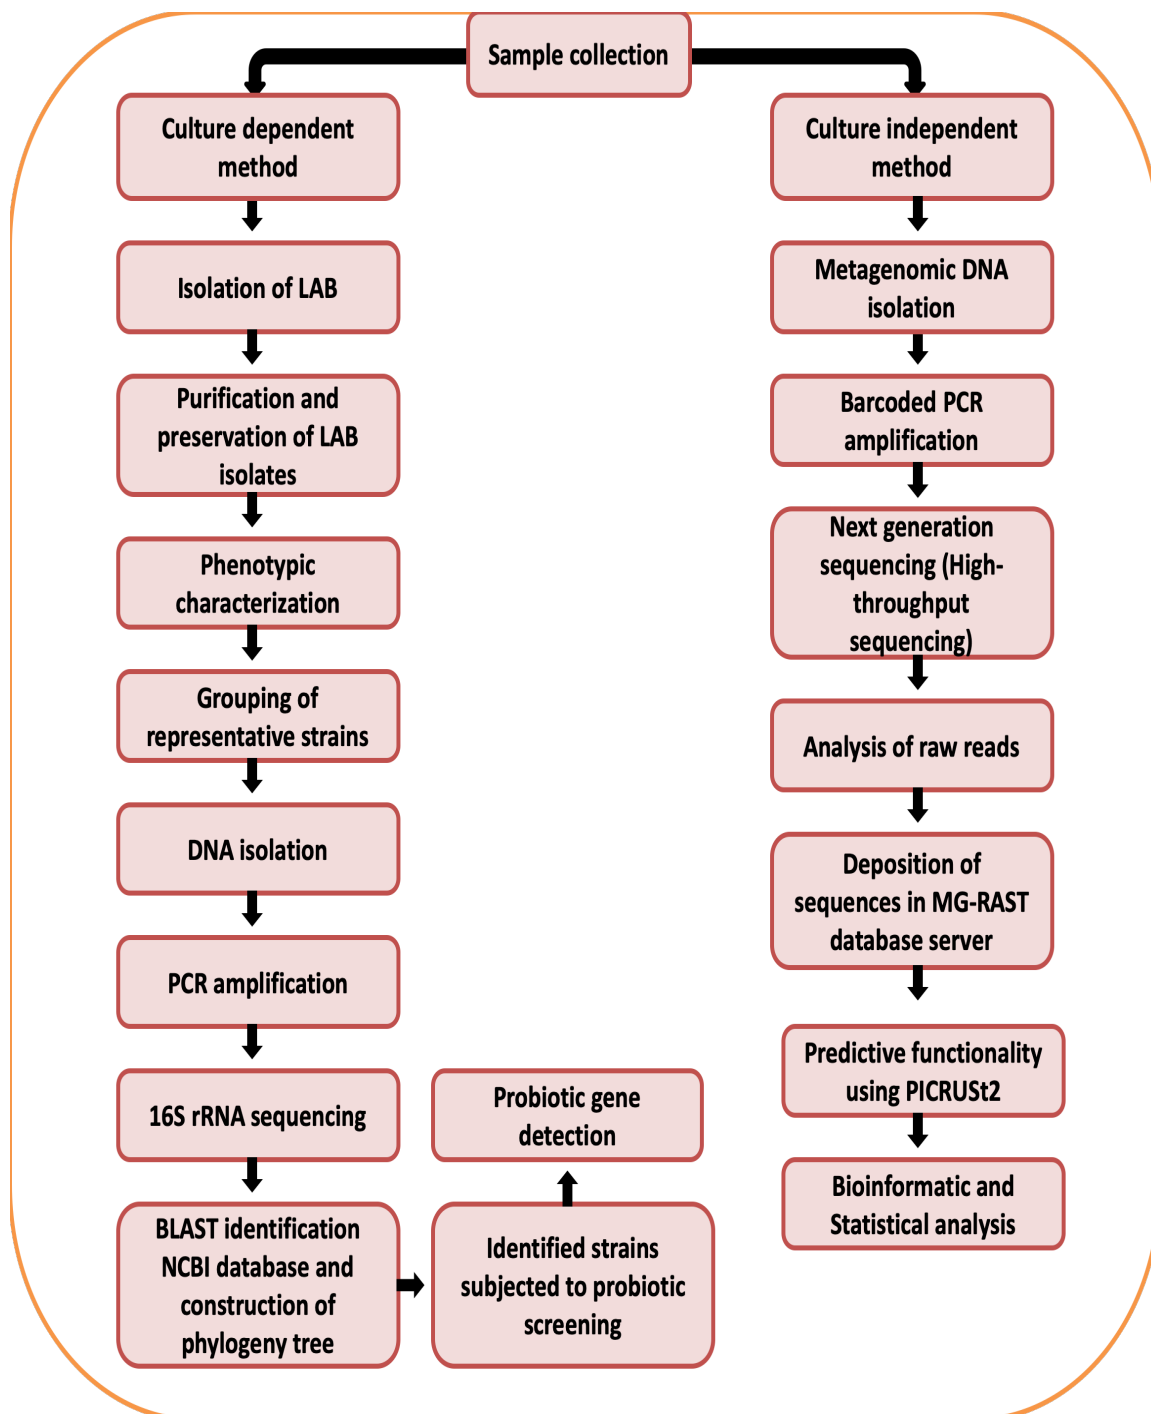 Sample collection
Culture dependent
method
Isolation of LAB
Purification and
preservation of LAB
isolates
Phenotypic
characterization
Grouping of
representative strains
DNA isolation
PCR amplification
16S rRNA sequencing
BLAST identification
NCBI database and
construction of
phylogeny tree
Identified strains
subjected to probiotic
screening
Probiotic gene
detection
Culture independent
method
Metagenomic DNA
isolation
Barcoded PCR
amplification
Next generation
sequencing (High-
throughput
sequencing)
Analysis of raw reads
Deposition of
sequences in MG-RAST
database server
Predictive functionality
using PICRUSt2
Bioinformatic and
Statistical analysis